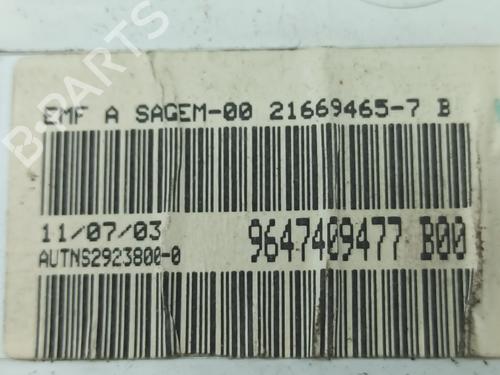 EMF A SAGEM-00 21669465-7 B
11/07/03
9647409477 B00
AUTNS2923800-0
B-PARTS